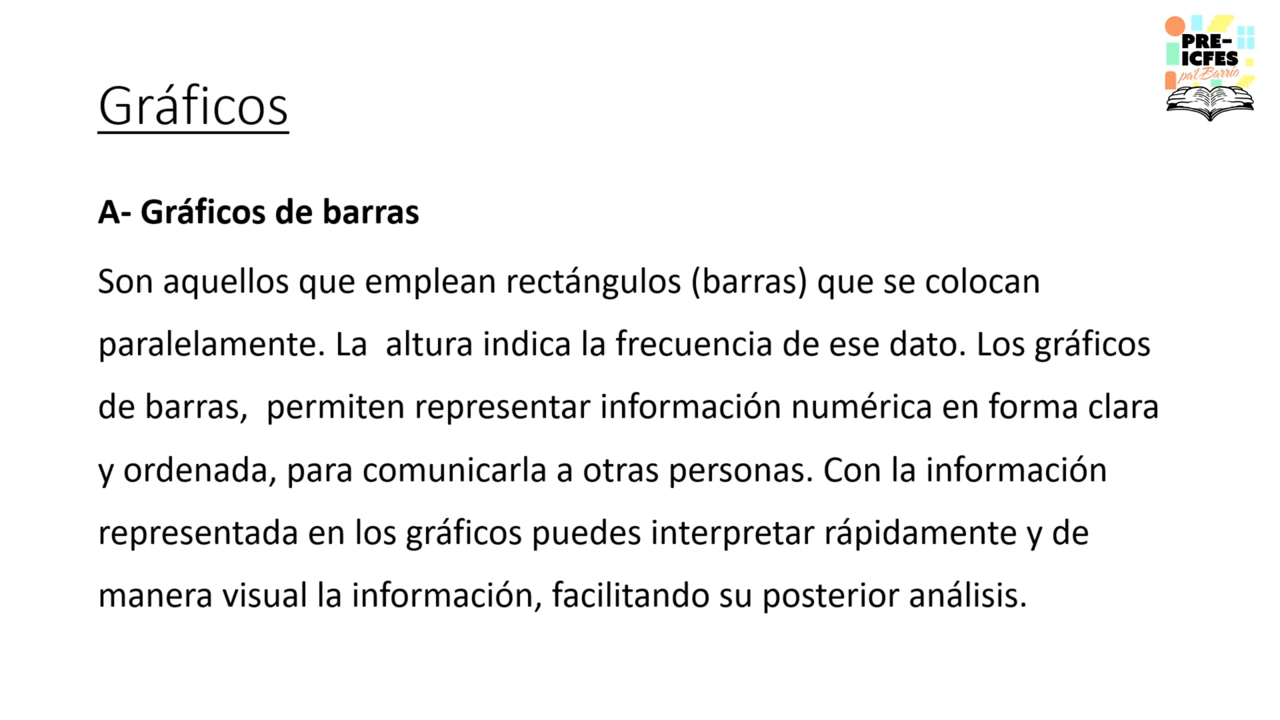 PRE-
ICFES
pal Barrio
Gráficos
A- Gráficos de barras
Son aquellos que emplean rectángulos (barras) que se colocan
paralelamente. La  altura indica la frecuencia de ese dato. Los gráficos
de barras,  permiten representar información numérica en forma clara
y ordenada, para comunicarla a otras personas. Con la información
representada en los gráficos puedes interpretar rápidamente y de
manera visual la información, facilitando su posterior análisis.